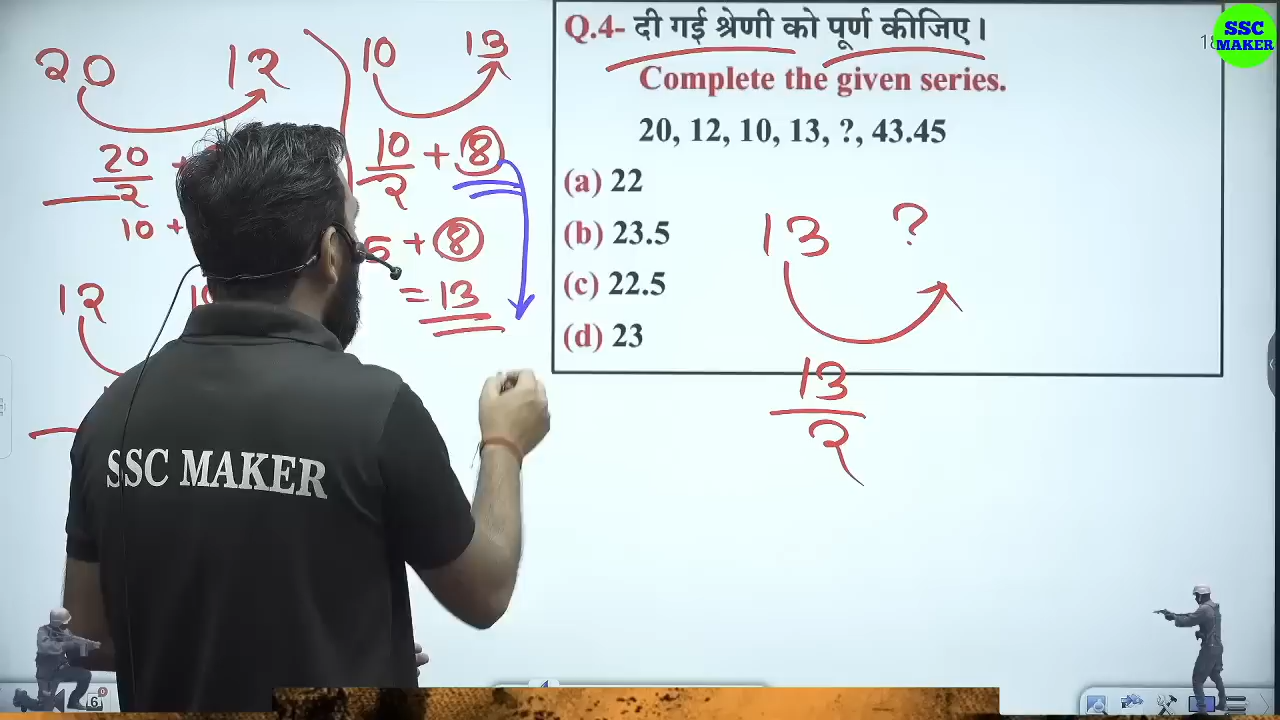 20 12
20/2 +
10 +
12 10
10 13
10/2 + 8
5 + 8
= 13
Q.4- दी गई श्रेणी को पूर्ण कीजिए।
Complete the given series.
20, 12, 10, 13, ?, 43.45
(a) 22
(b) 23.5
(c) 22.5
(d) 23
13 ?
13/2
SSC
MAKER
SSC MAKER
6